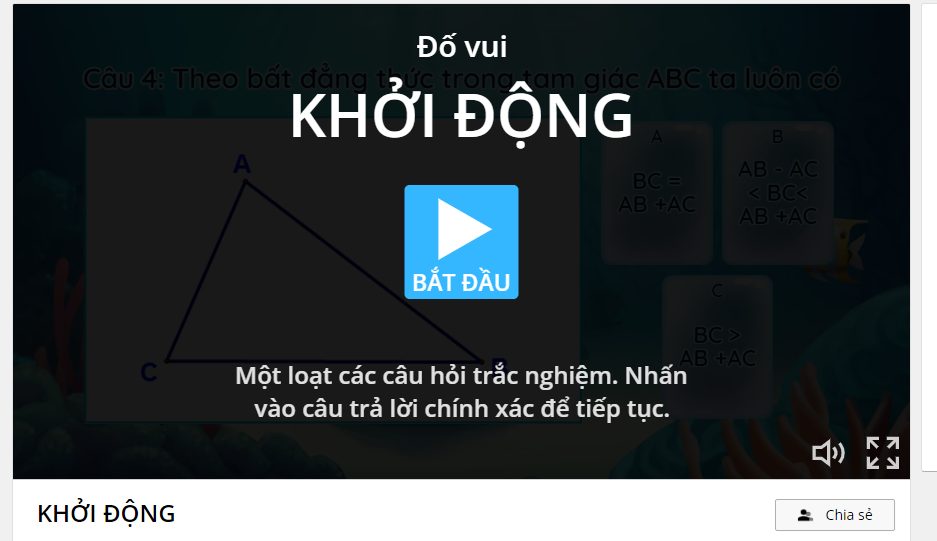 Đố vui
Câu 4: Theo bất đẳng thức trong tam giác ABC ta luôn có
KHỞI ĐỘNG
A
B
C
A
BC =
AB +AC
B
AB - AC
< BC<
AB +AC
C
BC >
AB +AC
BẮT ĐẦU
Một loạt các câu hỏi trắc nghiệm. Nhấn
vào câu trả lời chính xác để tiếp tục.
KHỞI ĐỘNG
Chia sẻ